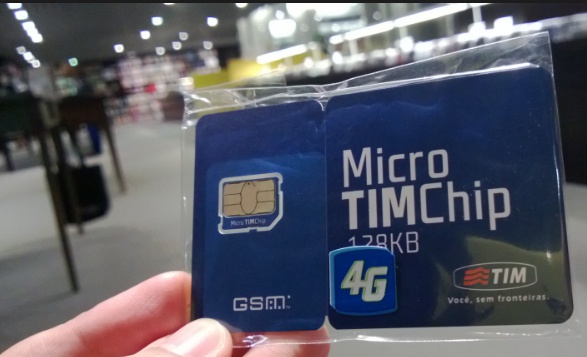 Micro TIMChip
GSM
Micro
TIMChip
128KB
4G
TIM
Você, sem fronteiras.